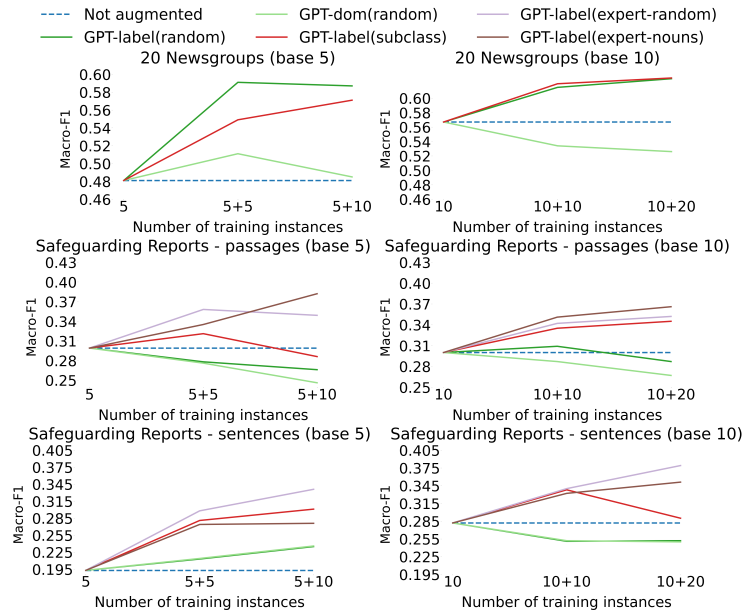 Not augmented
GPT-dom(random)
GPT-label(expert-random)
GPT-label(random)
GPT-label(subclass)
GPT-label(expert-nouns)
20 Newsgroups (base 5)
0.60
0.58
0.56
0.54
0.52
0.50
0.48
0.46
Macro-F1
5
5+5
5+10
Number of training instances
20 Newsgroups (base 10)
0.60
0.58
0.56
0.54
0.52
0.50
0.48
0.46
Macro-F1
10
10+10
10+20
Number of training instances
Safeguarding Reports - passages (base 5)
0.43
0.40
0.37
0.34
0.31
0.28
0.25
Macro-F1
5
5+5
5+10
Number of training instances
Safeguarding Reports - passages (base 10)
0.43
0.40
0.37
0.34
0.31
0.28
0.25
Macro-F1
10
10+10
10+20
Number of training instances
Safeguarding Reports - sentences (base 5)
0.405
0.375
0.345
0.315
0.285
0.255
0.225
0.195
Macro-F1
5
5+5
5+10
Number of training instances
Safeguarding Reports - sentences (base 10)
0.405
0.375
0.345
0.315
0.285
0.255
0.225
0.195
Macro-F1
10
10+10
10+20
Number of training instances